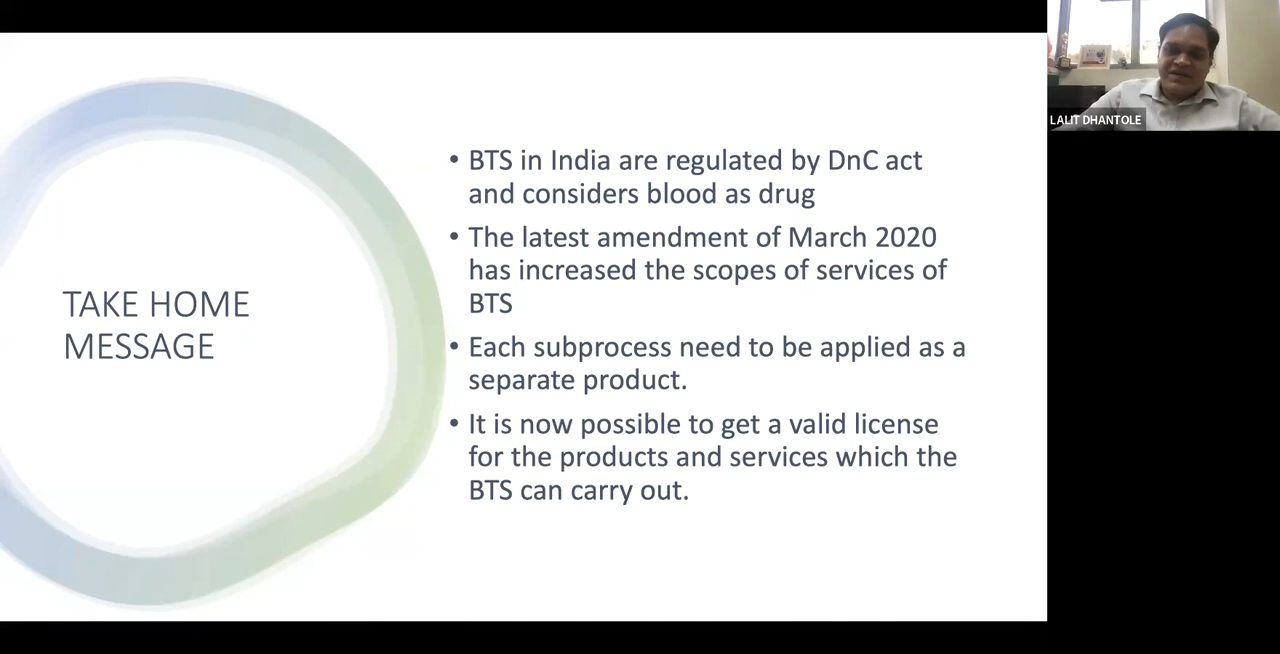 TAKE HOME
MESSAGE
• BTS in India are regulated by DnC act
and considers blood as drug
• The latest amendment of March 2020
has increased the scopes of services of
BTS
• Each subprocess need to be applied as a
separate product.
• It is now possible to get a valid license
for the products and services which the
BTS can carry out.
LALIT DHANTOLE